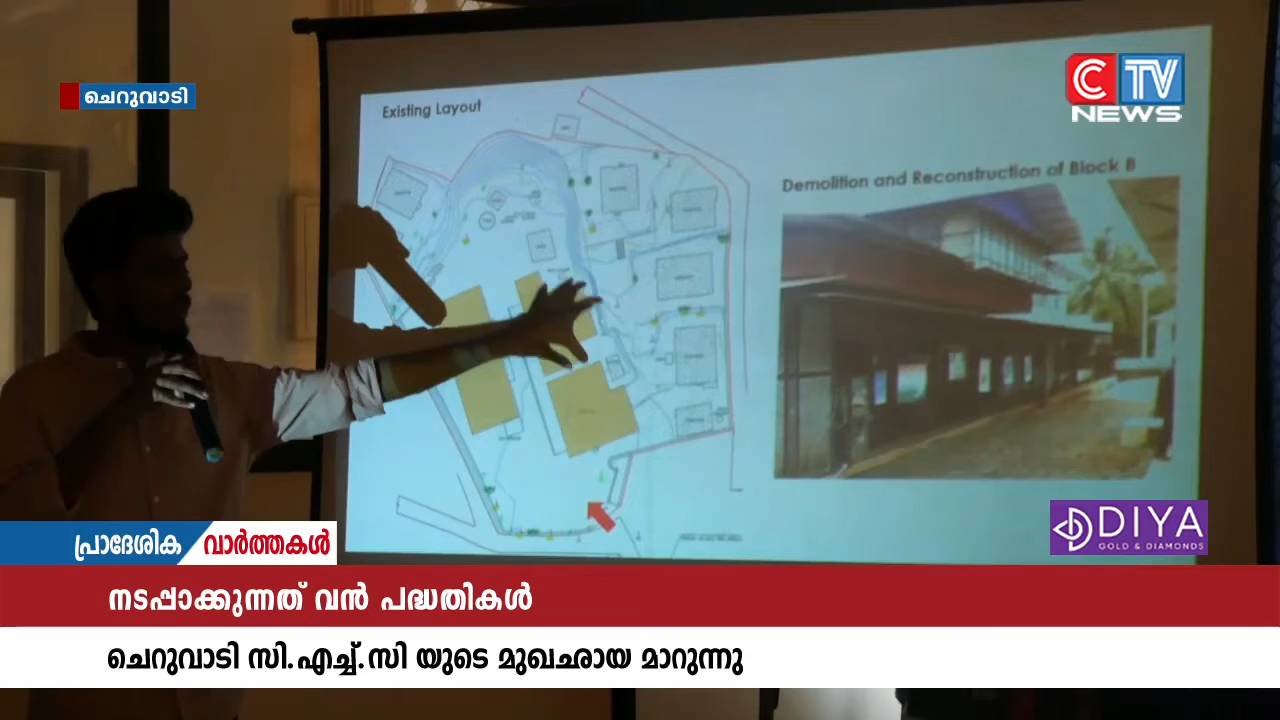 ചെറുവാടി
CTV
NEWS
Existing Layout
Demolition and Reconstruction of Block B
DIYA
GOLD & DIAMONDS
പ്രാദേശിക വാർത്തകൾ
നടപ്പാക്കുന്നത് വൻ പദ്ധതികൾ
ചെറുവാടി സി.എച്ച്.സി യുടെ മുഖഛായ മാറുന്നു